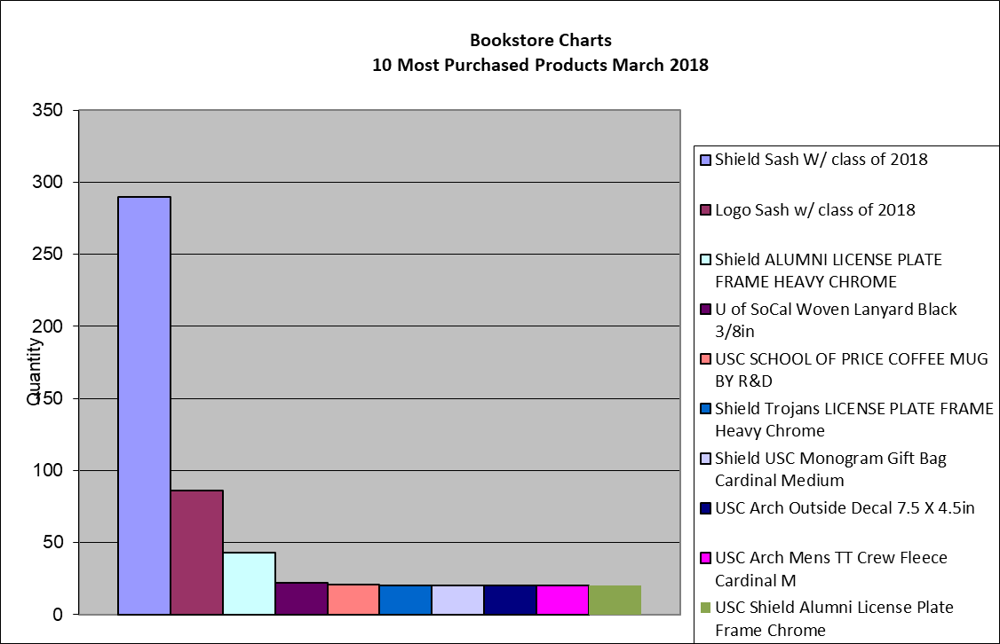 Bookstore Charts
10 Most Purchased Products March 2018
350
300
250
200
150
100
50
0
Quantity
Shield Sash W/ class of 2018
Logo Sash w/ class of 2018
Shield ALUMNI LICENSE PLATE
FRAME HEAVY CHROME
U of SoCal Woven Lanyard Black
3/8in
USC SCHOOL OF PRICE COFFEE MUG
BY R&D
Shield Trojans LICENSE PLATE FRAME
Heavy Chrome
Shield USC Monogram Gift Bag
Cardinal Medium
USC Arch Outside Decal 7.5 X 4.5in
USC Arch Mens TT Crew Fleece
Cardinal M
USC Shield Alumni License Plate
Frame Chrome